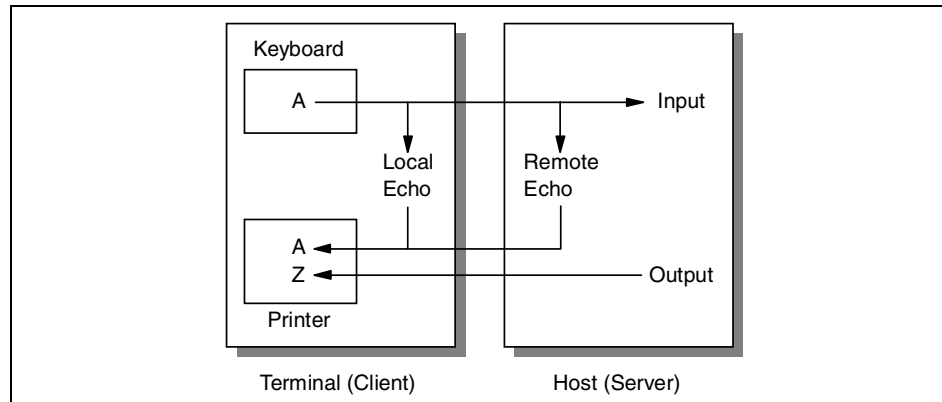 Keyboard
A
Input
Local
Echo
Remote
Echo
A
Z
Output
Printer
Terminal (Client)
Host (Server)